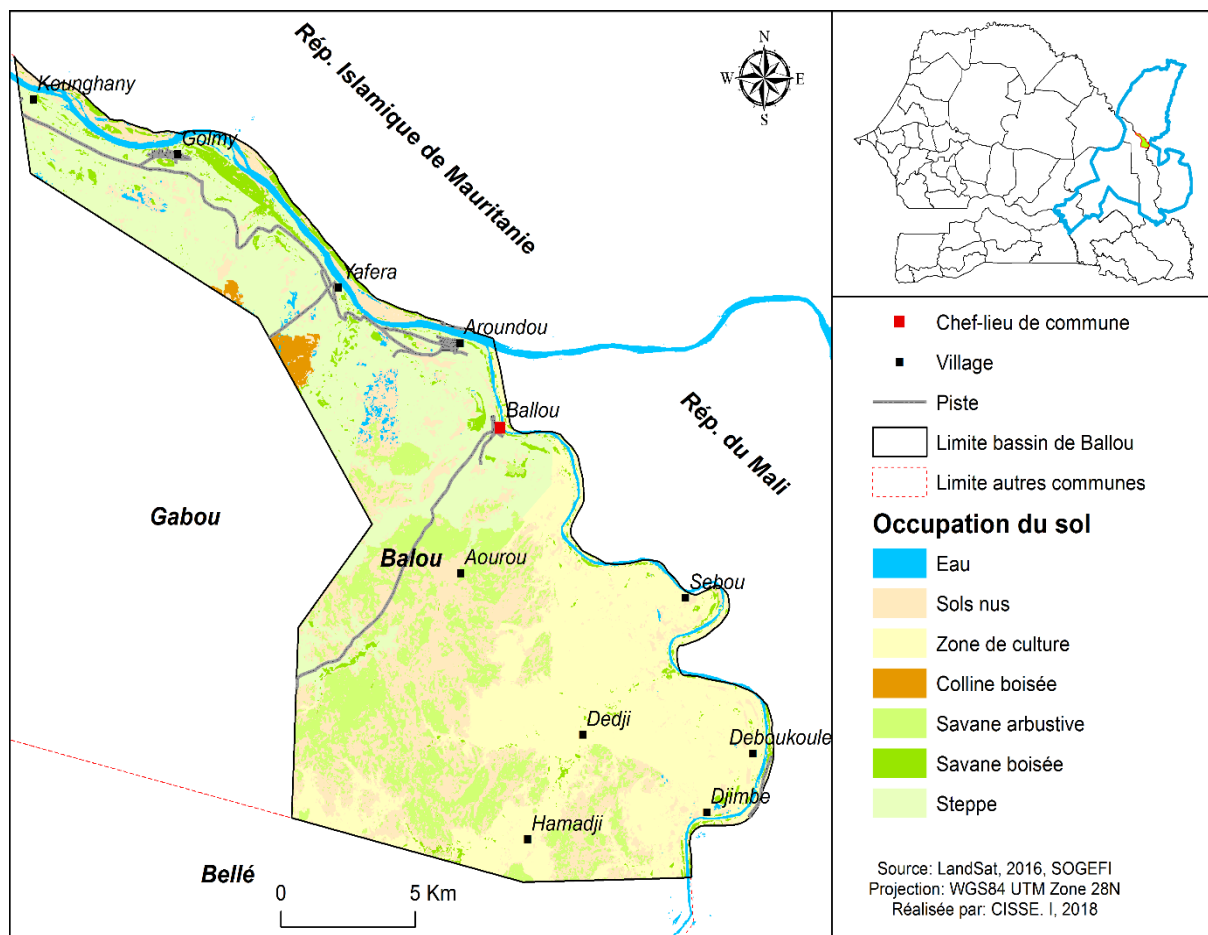 Rép. Islamique de Mauritanie
N
W
E
S
Kounghany
Golmy
Yafera
Aroundou
Ballou
Rép. du Mali
Gabou
Balou
Aourou
Sebou
Dedji
Deboukoule
Djimbe
Hamadji
Bellé
0
5 Km
Chef-lieu de commune
Village
Piste
Limite bassin de Ballou
Limite autres communes
Occupation du sol
Eau
Sols nus
Zone de culture
Colline boisée
Savane arbustive
Savane boisée
Steppe
Source: LandSat, 2016, SOGEFI
Projection: WGS84 UTM Zone 28N
Réalisée par: CISSE. I, 2018